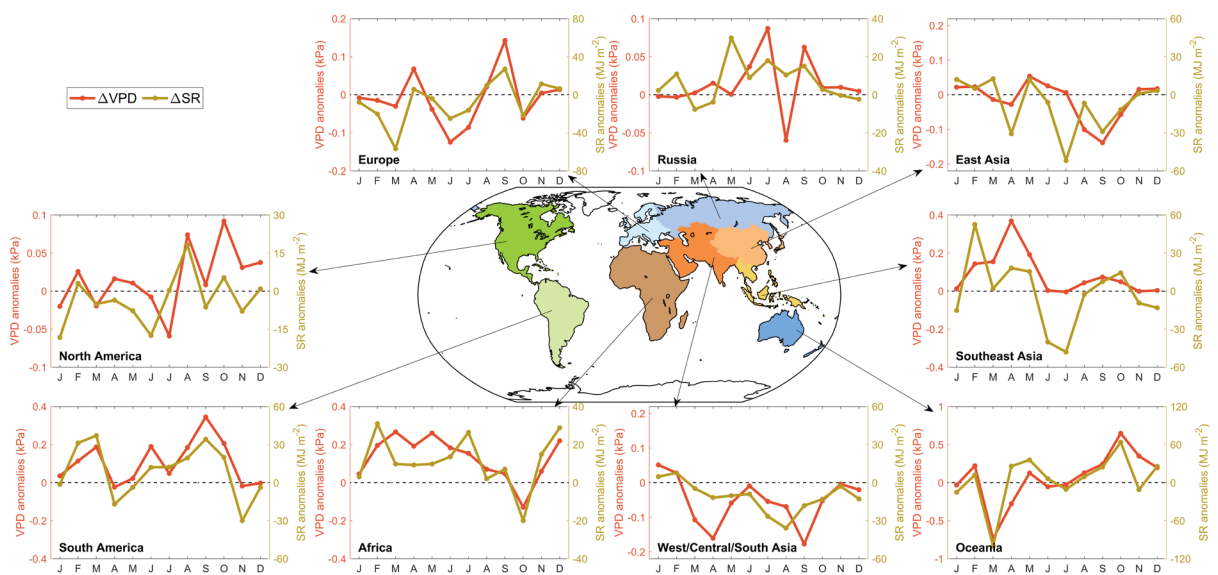 ΔVPD ΔSR
0.2
0.1
0
-0.1
-0.2
VPD anomalies (kPa)
Europe
80
40
0
-40
-80
SR anomalies (MJ m⁻²)
J F M A M J J A S O N D
0.1
0.05
0
-0.05
-0.1
VPD anomalies (kPa)
Russia
40
20
0
-20
-40
SR anomalies (MJ m⁻²)
J F M A M J J A S O N D
0.2
0.1
0
-0.1
-0.2
VPD anomalies (kPa)
East Asia
60
30
0
-30
-60
SR anomalies (MJ m⁻²)
J F M A M J J A S O N D
0.1
0.05
0
-0.05
-0.1
VPD anomalies (kPa)
North America
30
15
0
-15
-30
SR anomalies (MJ m⁻²)
J F M A M J J A S O N D
0.4
0.2
0
-0.2
-0.4
VPD anomalies (kPa)
Southeast Asia
60
30
0
-30
-60
SR anomalies (MJ m⁻²)
J F M A M J J A S O N D
0.4
0.2
0
-0.2
-0.4
VPD anomalies (kPa)
South America
60
30
0
-30
-60
SR anomalies (MJ m⁻²)
J F M A M J J A S O N D
0.4
0.2
0
-0.2
-0.4
VPD anomalies (kPa)
Africa
40
20
0
-20
-40
SR anomalies (MJ m⁻²)
J F M A M J J A S O N D
0.2
0.1
0
-0.1
-0.2
VPD anomalies (kPa)
West/Central/South Asia
60
30
0
-30
-60
SR anomalies (MJ m⁻²)
J F M A M J J A S O N D
1
0.5
0
-0.5
-1
VPD anomalies (kPa)
Oceania
120
60
0
-60
-120
SR anomalies (MJ m⁻²)
J F M A M J J A S O N D